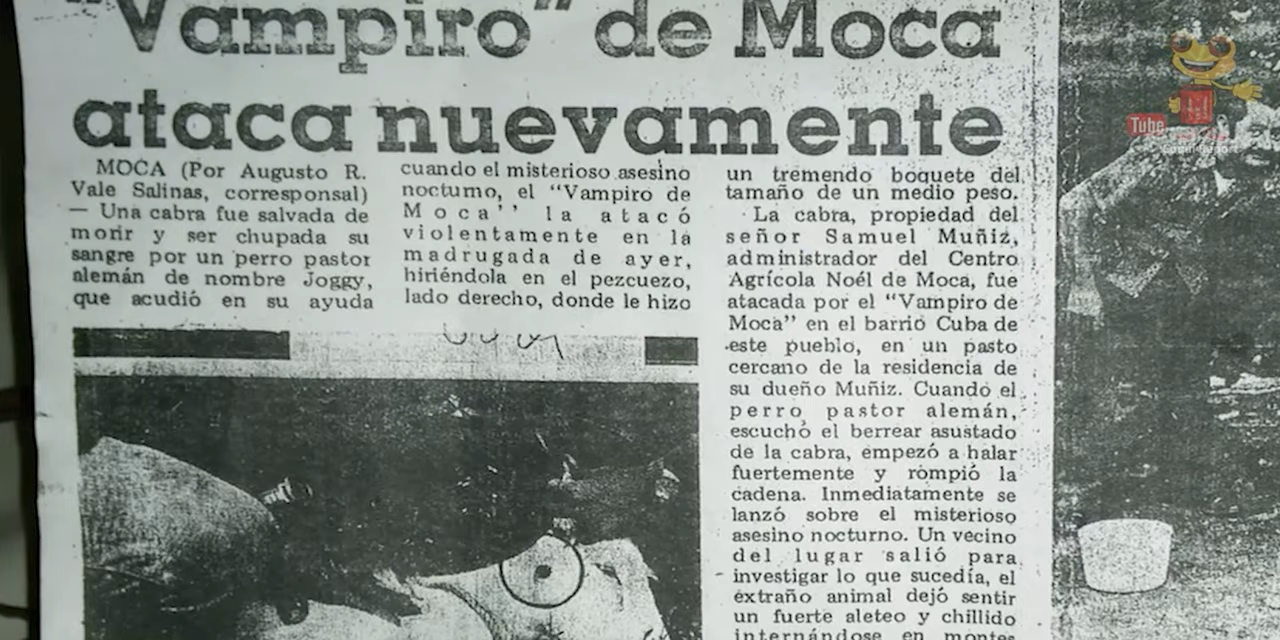 "Vampiro" de Moca
ataca nuevamente
MOCA (Por Augusto R.
Vale Salinas, corresponsal)
— Una cabra fue salvada de
morir y ser chupada su
sangre por un perro pastor
alemán de nombre Joggy,
que acudió en su ayuda
cuando el misterioso asesino
nocturno, el "Vampiro de
Moca'' la atacó
violentamente en la
madrugada de ayer,
hiriéndola en el pezcuezo,
lado derecho, donde le hizo
un tremendo boquete del
tamaño de un medio peso.
La cabra, propiedad del
señor Samuel Muñiz,
administrador del Centro
Agrícola Noél de Moca, fue
atacada por el "Vampiro de
Moca" en el barrio Cuba de
este pueblo, en un pasto
cercano de la residencia de
su dueño Muñiz. Cuando el
perro pastor alemán,
escuchó el berrear asustado
de la cabra, empezó a halar
fuertemente y rompió la
cadena. Inmediatamente se
lanzó sobre el misterioso
asesino nocturno. Un vecino
del lugar salió para
investigar lo que sucedía, el
extraño animal dejó sentir
un fuerte aleteo y chillido
internándose en montes
Tube